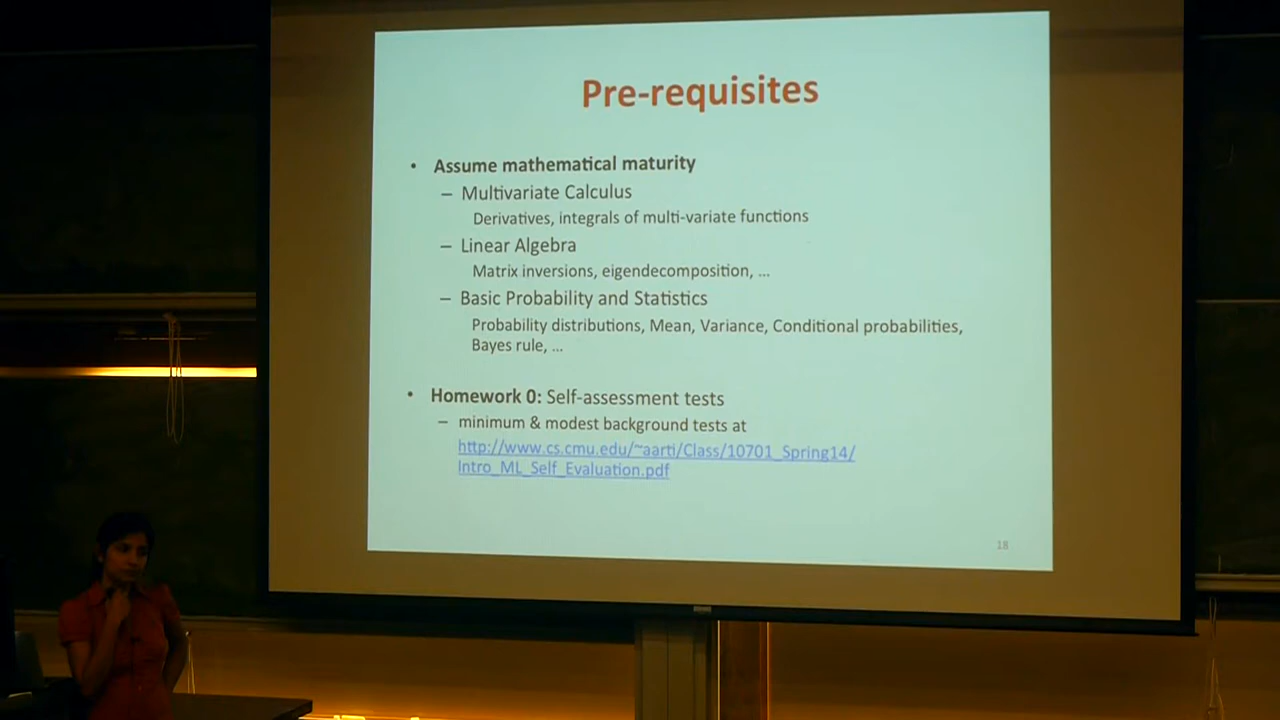 Pre-requisites
• Assume mathematical maturity
– Multivariate Calculus
Derivatives, integrals of multi-variate functions
– Linear Algebra
Matrix inversions, eigendecomposition, ...
– Basic Probability and Statistics
Probability distributions, Mean, Variance, Conditional probabilities,
Bayes rule, ...
• Homework 0: Self-assessment tests
– minimum & modest background tests at
http://www.cs.cmu.edu/~aarti/Class/10701_Spring14/
Intro_ML_Self_Evaluation.pdf
18